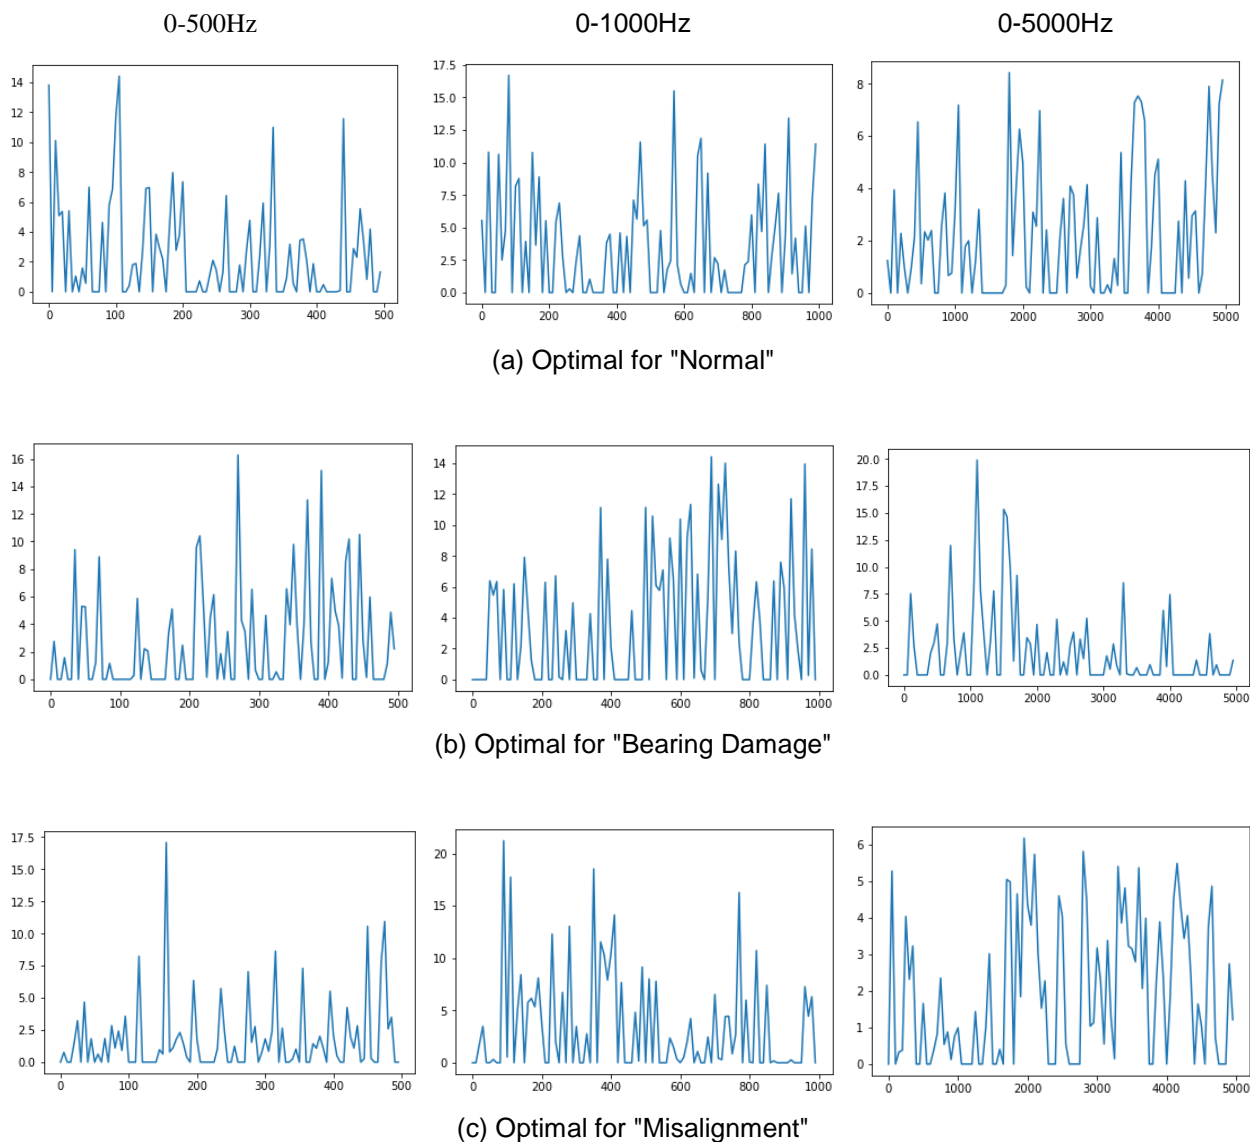 0-500Hz 0-1000Hz 0-5000Hz
14 12 10 8 6 4 2 0
0 100 200 300 400 500
17.5 15.0 12.5 10.0 7.5 5.0 2.5 0.0
0 200 400 600 800 1000
8 6 4 2 0
0 1000 2000 3000 4000 5000
(a) Optimal for "Normal"
16 14 12 10 8 6 4 2 0
0 100 200 300 400 500
14 12 10 8 6 4 2 0
0 200 400 600 800 1000
20.0 17.5 15.0 12.5 10.0 7.5 5.0 2.5 0.0
0 1000 2000 3000 4000 5000
(b) Optimal for "Bearing Damage"
17.5 15.0 12.5 10.0 7.5 5.0 2.5 0.0
0 100 200 300 400 500
20 15 10 5 0
0 200 400 600 800 1000
6 5 4 3 2 1 0
0 1000 2000 3000 4000 5000
(c) Optimal for "Misalignment"